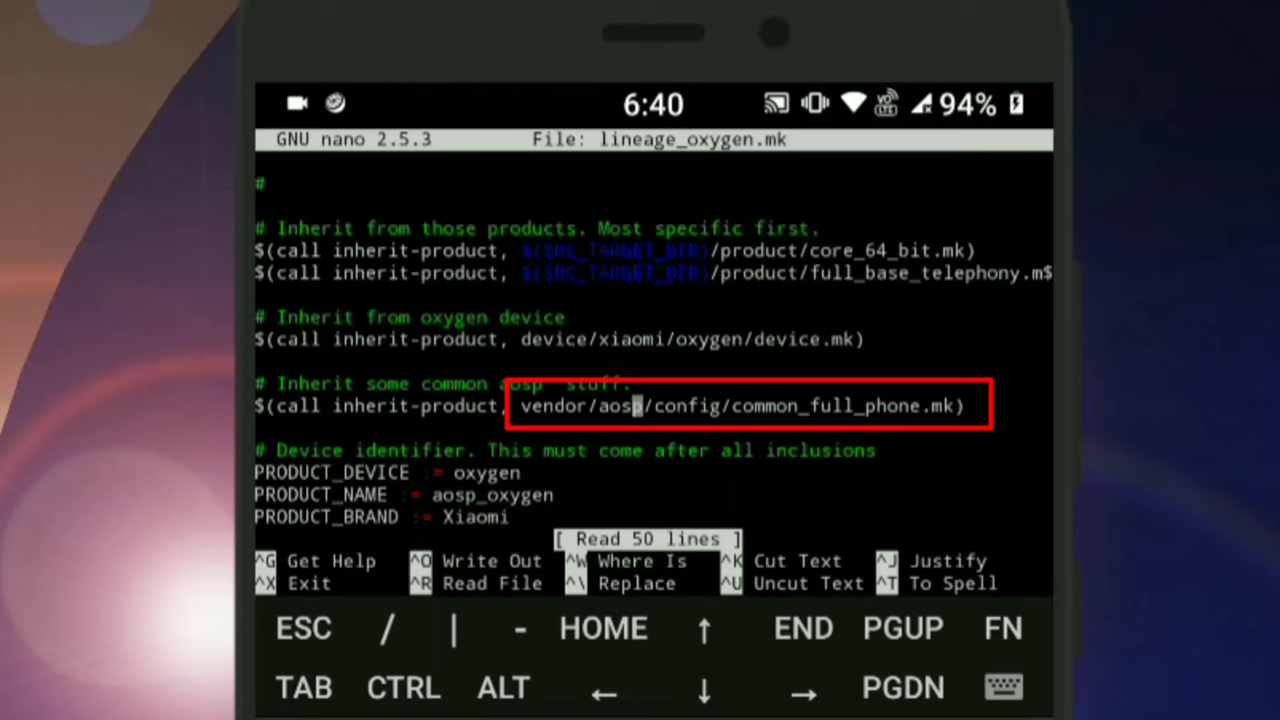 6:40 VO LTE 94%
GNU nano 2.5.3 File: lineage_oxygen.mk
#
# Inherit from those products. Most specific first.
$(call inherit-product, $(SRC_TARGET_DIR)/product/core_64_bit.mk)
$(call inherit-product, $(SRC_TARGET_DIR)/product/full_base_telephony.m$
# Inherit from oxygen device
$(call inherit-product, device/xiaomi/oxygen/device.mk)
# Inherit some common aosp stuff.
$(call inherit-product, vendor/aosp/config/common_full_phone.mk)
# Device identifier. This must come after all inclusions
PRODUCT_DEVICE := oxygen
PRODUCT_NAME := aosp_oxygen
PRODUCT_BRAND := Xiaomi
[ Read 50 lines ]
^G Get Help ^O Write Out ^W Where Is ^K Cut Text ^J Justify
^X Exit ^R Read File ^\ Replace ^U Uncut Text ^T To Spell
ESC / | - HOME ↑ END PGUP FN
TAB CTRL ALT ← ↓ → PGDN